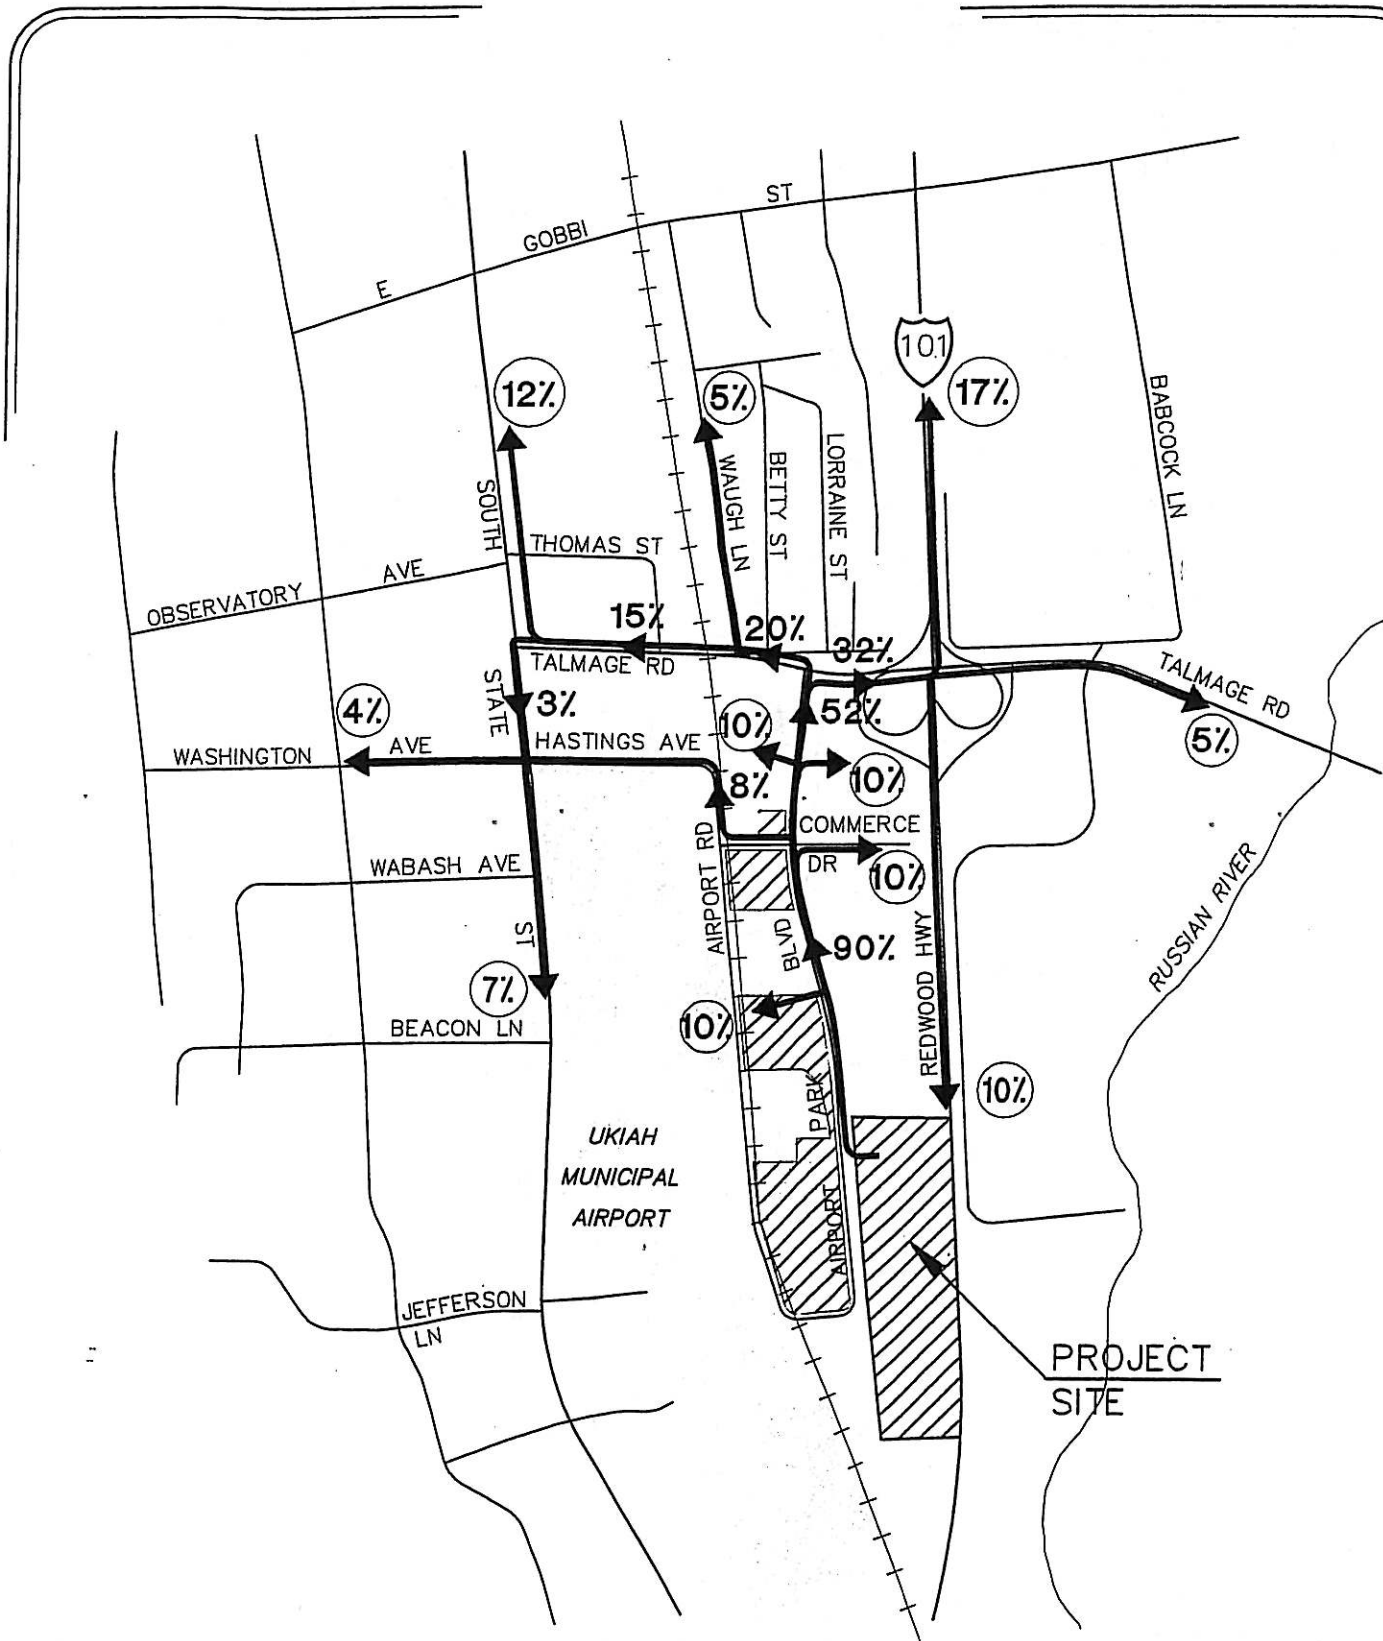 ST
GOBBI
E
101
12%
5%
17%
BABCOCK LN
SOUTH
WAUGH LN
BETTY ST
LORRAINE ST
THOMAS ST
OBSERVATORY AVE
15%
20%
32%
TALMAGE RD
TALMAGE RD
STATE
4%
3%
10%
52%
5%
WASHINGTON AVE
HASTINGS AVE
8%
10%
COMMERCE
DR
AIRPORT RD
WABASH AVE
10%
RUSSIAN RIVER
ST
BLVD
90%
REDWOOD HWY
7%
10%
BEACON LN
10%
PARK
UKIAH
MUNICIPAL
AIRPORT
AIRPORT
JEFFERSON
LN
PROJECT
SITE